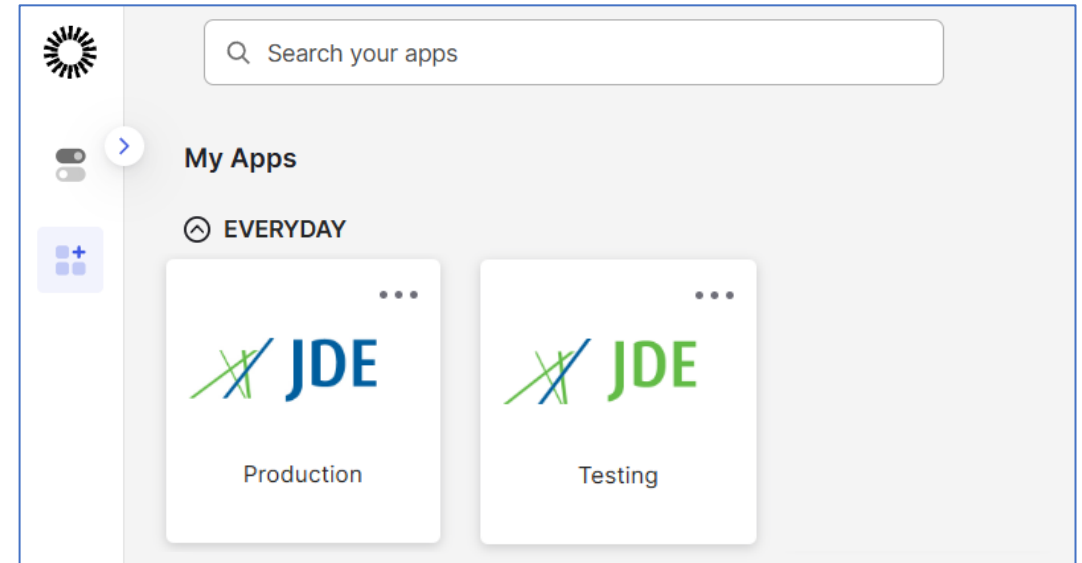 Search your apps
My Apps
EVERYDAY
JDE
Production
JDE
Testing